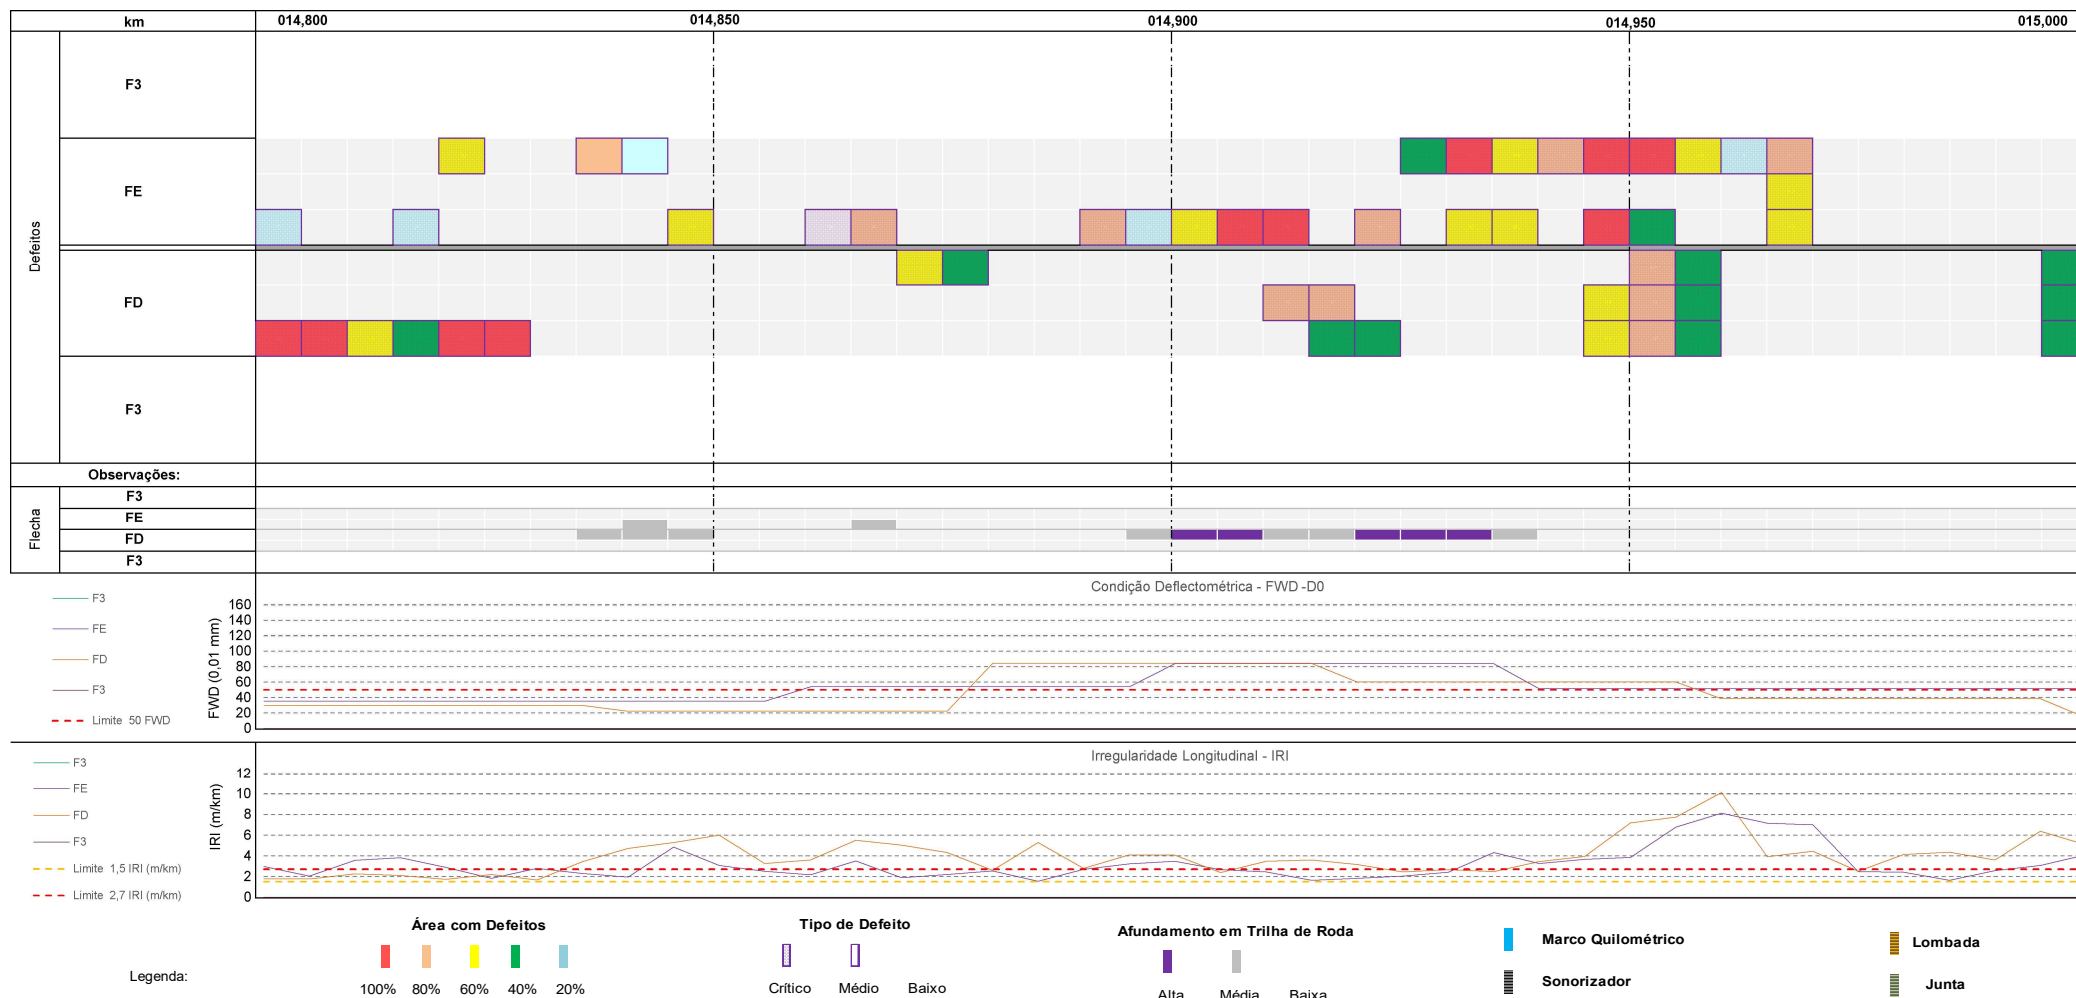 km 014,800 014,850 014,900 014,950 015,000
Defeitos
F3
FE
FD
F3
Observações:
Flecha
F3
FE
FD
F3
Condição Deflectométrica - FWD -D0
F3
FE
FD
F3
Limite 50 FWD
FWD (0,01 mm)
160
140
120
100
80
60
40
20
0
Irregularidade Longitudinal - IRI
F3
FE
FD
F3
Limite 1,5 IRI (m/km)
Limite 2,7 IRI (m/km)
IRI (m/km)
12
10
8
6
4
2
0
Legenda:
Área com Defeitos
100% 80% 60% 40% 20%
Tipo de Defeito
Crítico Médio Baixo
Afundamento em Trilha de Roda
Alta Média Baixa
Marco Quilométrico
Sonorizador
Lombada
Junta